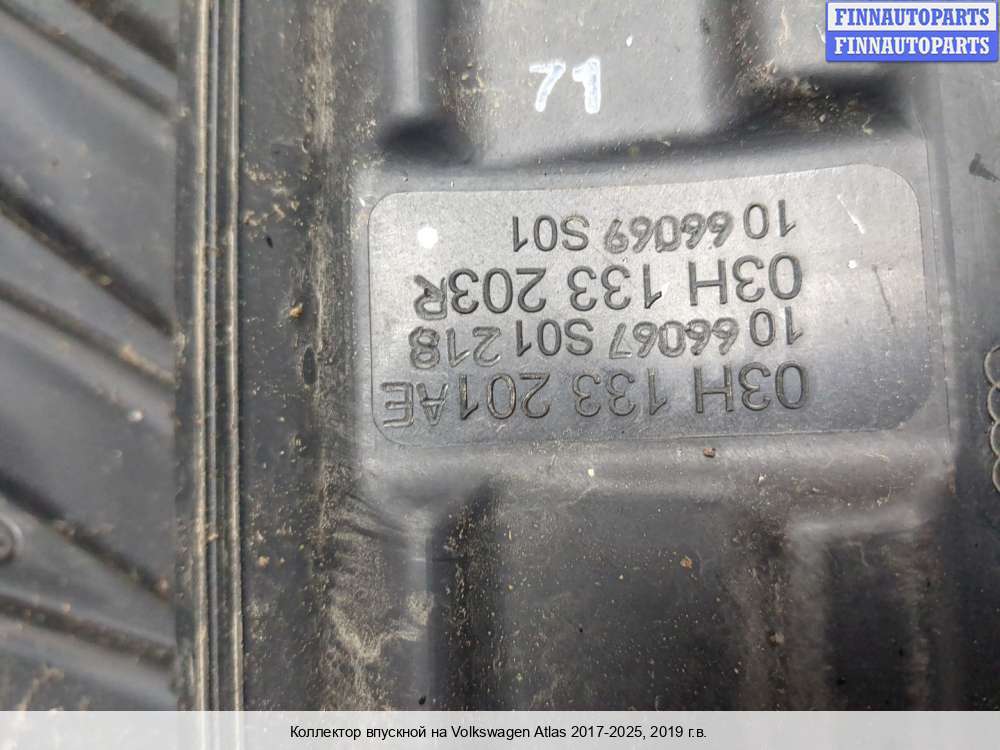 FINNAUTOPARTS
FINNAUTOPARTS
71
03H 133 201AE
10 66067 S01 218
03H 133 203R
10 66069 S01
Коллектор впускной на Volkswagen Atlas 2017-2025, 2019 г.в.